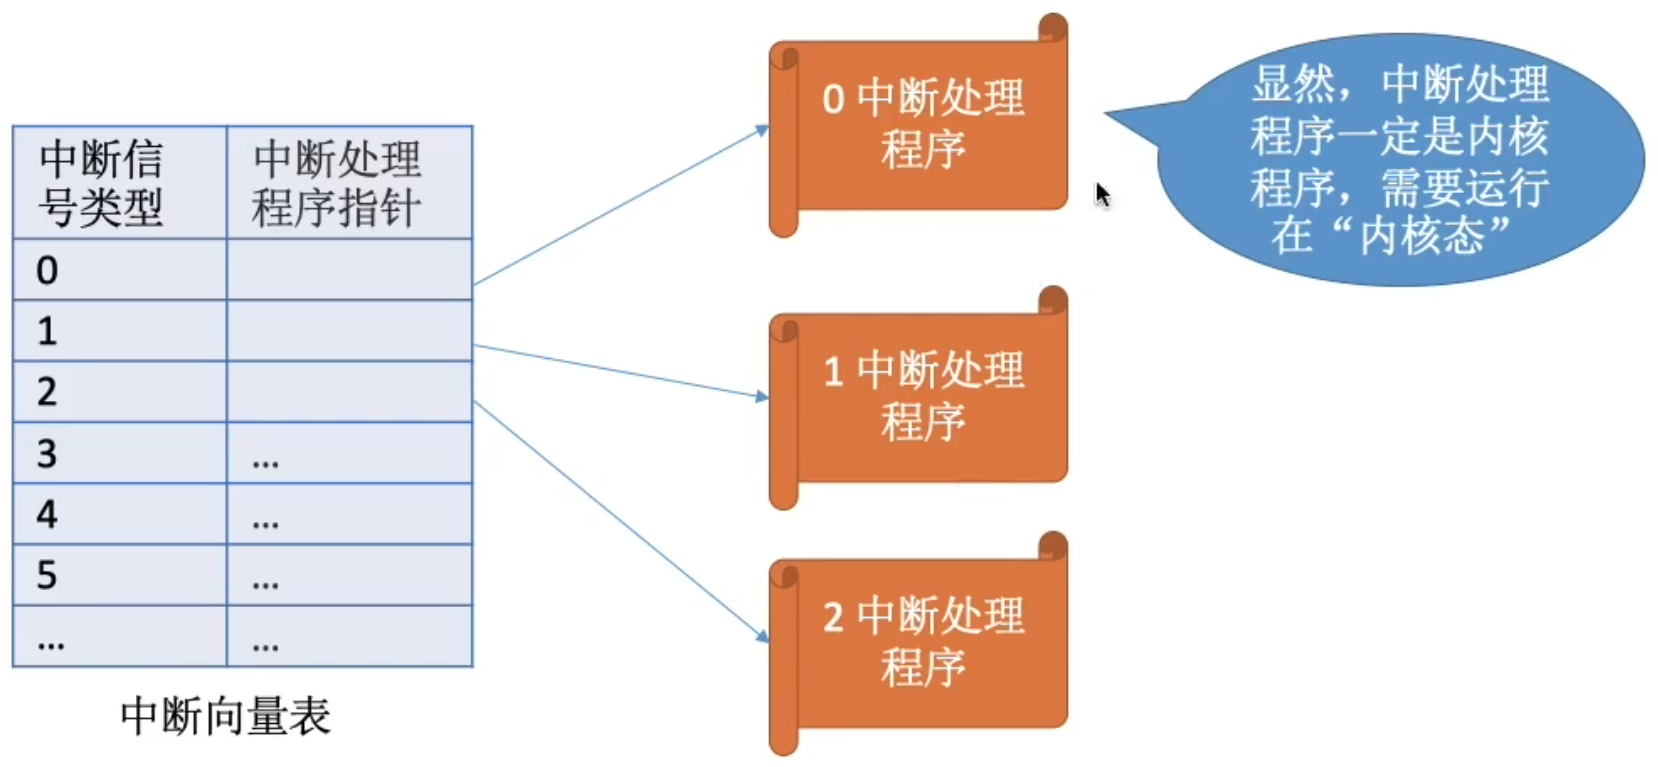 中断信
号类型
中断处理
程序指针
0
1
2
3
...
4
...
5
...
...
...
中断向量表
0 中断处理
程序
1 中断处理
程序
2 中断处理
程序
显然，中断处理
程序一定是内核
程序，需要运行
在“内核态”